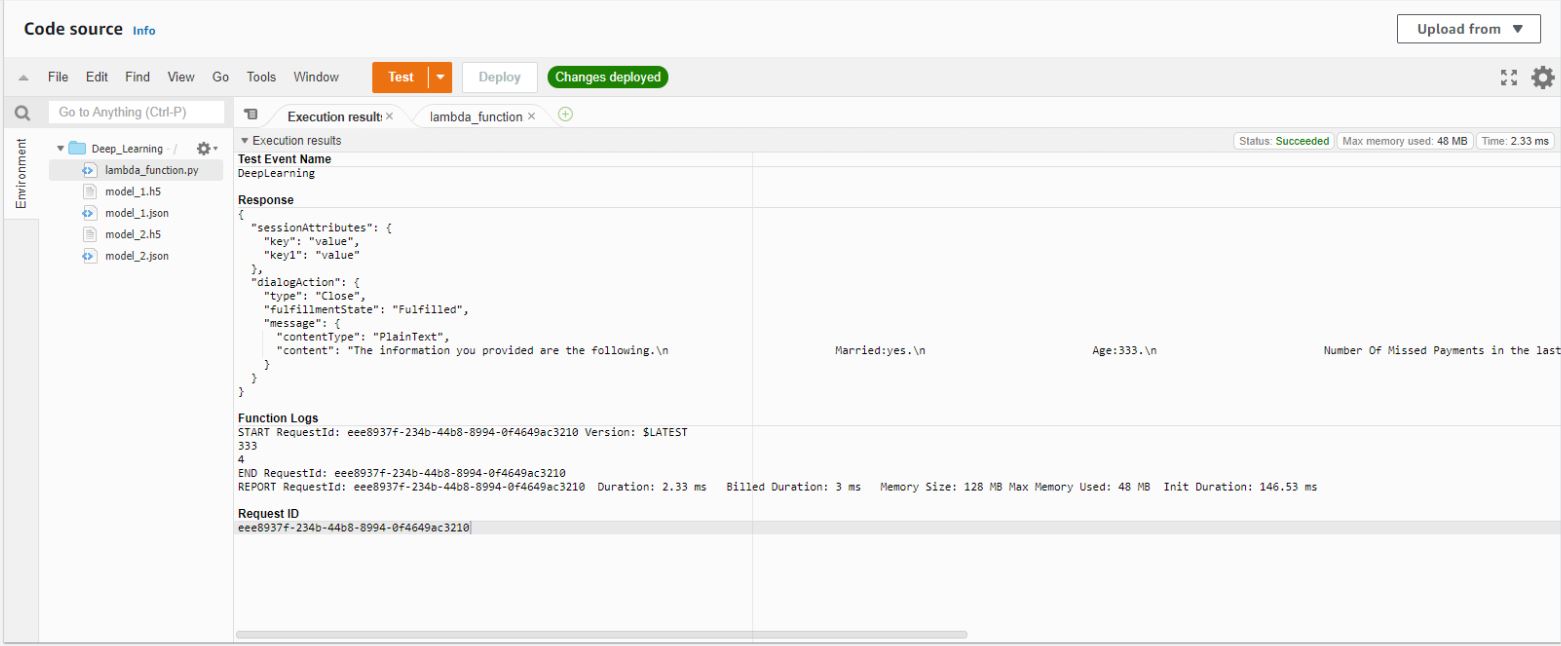 Code source Info
Upload from
File Edit Find View Go Tools Window Test Deploy Changes deployed
Go to Anything (Ctrl-P)
Execution result: lambda_function
Environment
Execution results
Status: Succeeded Max memory used: 48 MB Time: 2.33 ms
Deep_Learning - /
lambda_function.py
model_1.h5
model_1.json
model_2.h5
model_2.json
Test Event Name
DeepLearning
Response
{
"sessionAttributes": {
"key": "value",
"key1": "value"
},
"dialogAction": {
"type": "Close",
"fulfillmentState": "Fulfilled",
"message": {
"contentType": "PlainText",
"content": "The information you provided are the following.\n Married:yes.\n Age:333.\n Number Of Missed Payments in the last
}
}
}
Function Logs
START RequestId: eee8937f-234b-44b8-8994-0f4649ac3210 Version: $LATEST
333
4
END RequestId: eee8937f-234b-44b8-8994-0f4649ac3210
REPORT RequestId: eee8937f-234b-44b8-8994-0f4649ac3210 Duration: 2.33 ms Billed Duration: 3 ms Memory Size: 128 MB Max Memory Used: 48 MB Init Duration: 146.53 ms
Request ID
eee8937f-234b-44b8-8994-0f4649ac3210